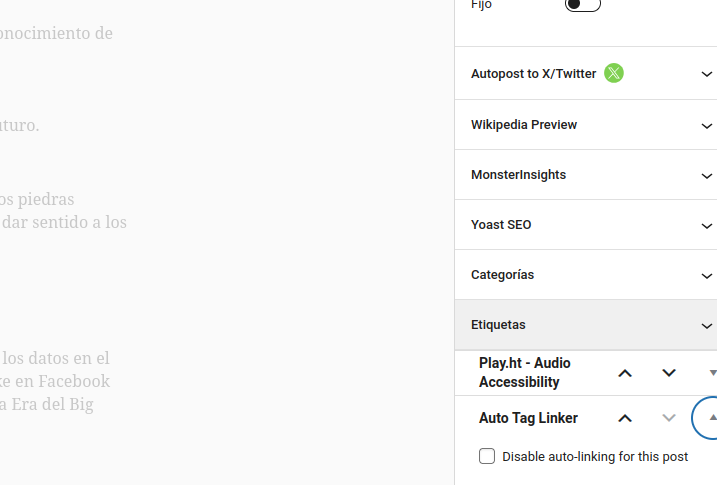 onocimiento de
uturo.
os piedras
dar sentido a los
los datos en el
ke en Facebook
a Era del Big
Fijo
Autopost to X/Twitter
Wikipedia Preview
MonsterInsights
Yoast SEO
Categorías
Etiquetas
Play.ht - Audio
Accessibility
Auto Tag Linker
Disable auto-linking for this post